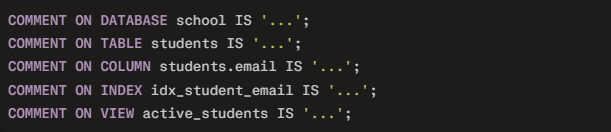 COMMENT ON DATABASE school IS '...';
COMMENT ON TABLE students IS '...';
COMMENT ON COLUMN students.email IS '...';
COMMENT ON INDEX idx_student_email IS '...';
COMMENT ON VIEW active_students IS '...';